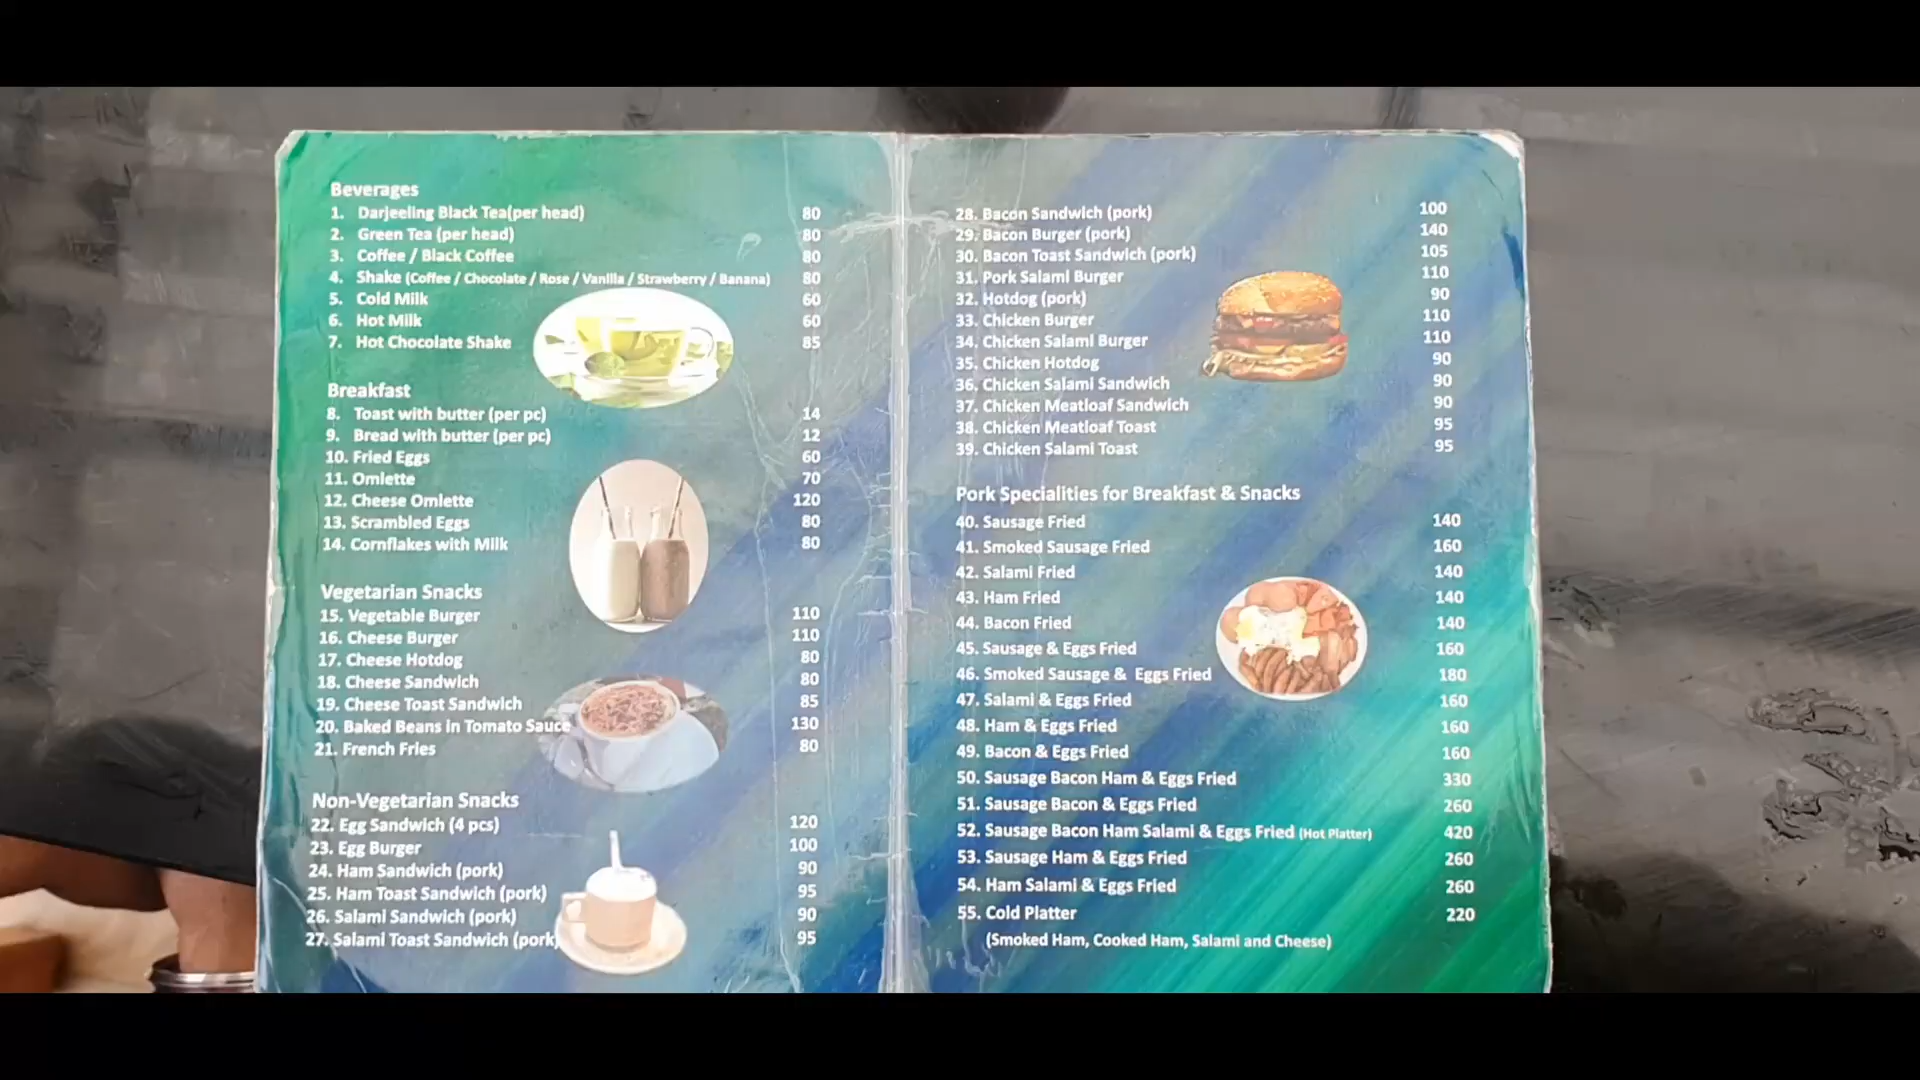 Beverages
1. Darjeeling Black Tea(per head) 80
2. Green Tea (per head) 80
3. Coffee / Black Coffee 80
4. Shake (Coffee / Chocolate / Rose / Vanilla / Strawberry / Banana) 80
5. Cold Milk 60
6. Hot Milk 60
7. Hot Chocolate Shake 85
Breakfast
8. Toast with butter (per pc) 14
9. Bread with butter (per pc) 12
10. Fried Eggs 60
11. Omlette 70
12. Cheese Omlette 120
13. Scrambled Eggs 80
14. Cornflakes with Milk 80
Vegetarian Snacks
15. Vegetable Burger 110
16. Cheese Burger 110
17. Cheese Hotdog 80
18. Cheese Sandwich 80
19. Cheese Toast Sandwich 85
20. Baked Beans in Tomato Sauce 130
21. French Fries 80
Non-Vegetarian Snacks
22. Egg Sandwich (4 pcs) 120
23. Egg Burger 100
24. Ham Sandwich (pork) 90
25. Ham Toast Sandwich (pork) 95
26. Salami Sandwich (pork) 90
27. Salami Toast Sandwich (pork) 95
28. Bacon Sandwich (pork) 100
29. Bacon Burger (pork) 140
30. Bacon Toast Sandwich (pork) 105
31. Pork Salami Burger 110
32. Hotdog (pork) 90
33. Chicken Burger 110
34. Chicken Salami Burger 110
35. Chicken Hotdog 90
36. Chicken Salami Sandwich 90
37. Chicken Meatloaf Sandwich 90
38. Chicken Meatloaf Toast 95
39. Chicken Salami Toast 95
Pork Specialities for Breakfast & Snacks
40. Sausage Fried 140
41. Smoked Sausage Fried 160
42. Salami Fried 140
43. Ham Fried 140
44. Bacon Fried 140
45. Sausage & Eggs Fried 160
46. Smoked Sausage & Eggs Fried 180
47. Salami & Eggs Fried 160
48. Ham & Eggs Fried 160
49. Bacon & Eggs Fried 160
50. Sausage Bacon Ham & Eggs Fried 330
51. Sausage Bacon & Eggs Fried 260
52. Sausage Bacon Ham Salami & Eggs Fried (Hot Platter) 420
53. Sausage Ham & Eggs Fried 260
54. Ham Salami & Eggs Fried 260
55. Cold Platter 220
(Smoked Ham, Cooked Ham, Salami and Cheese)